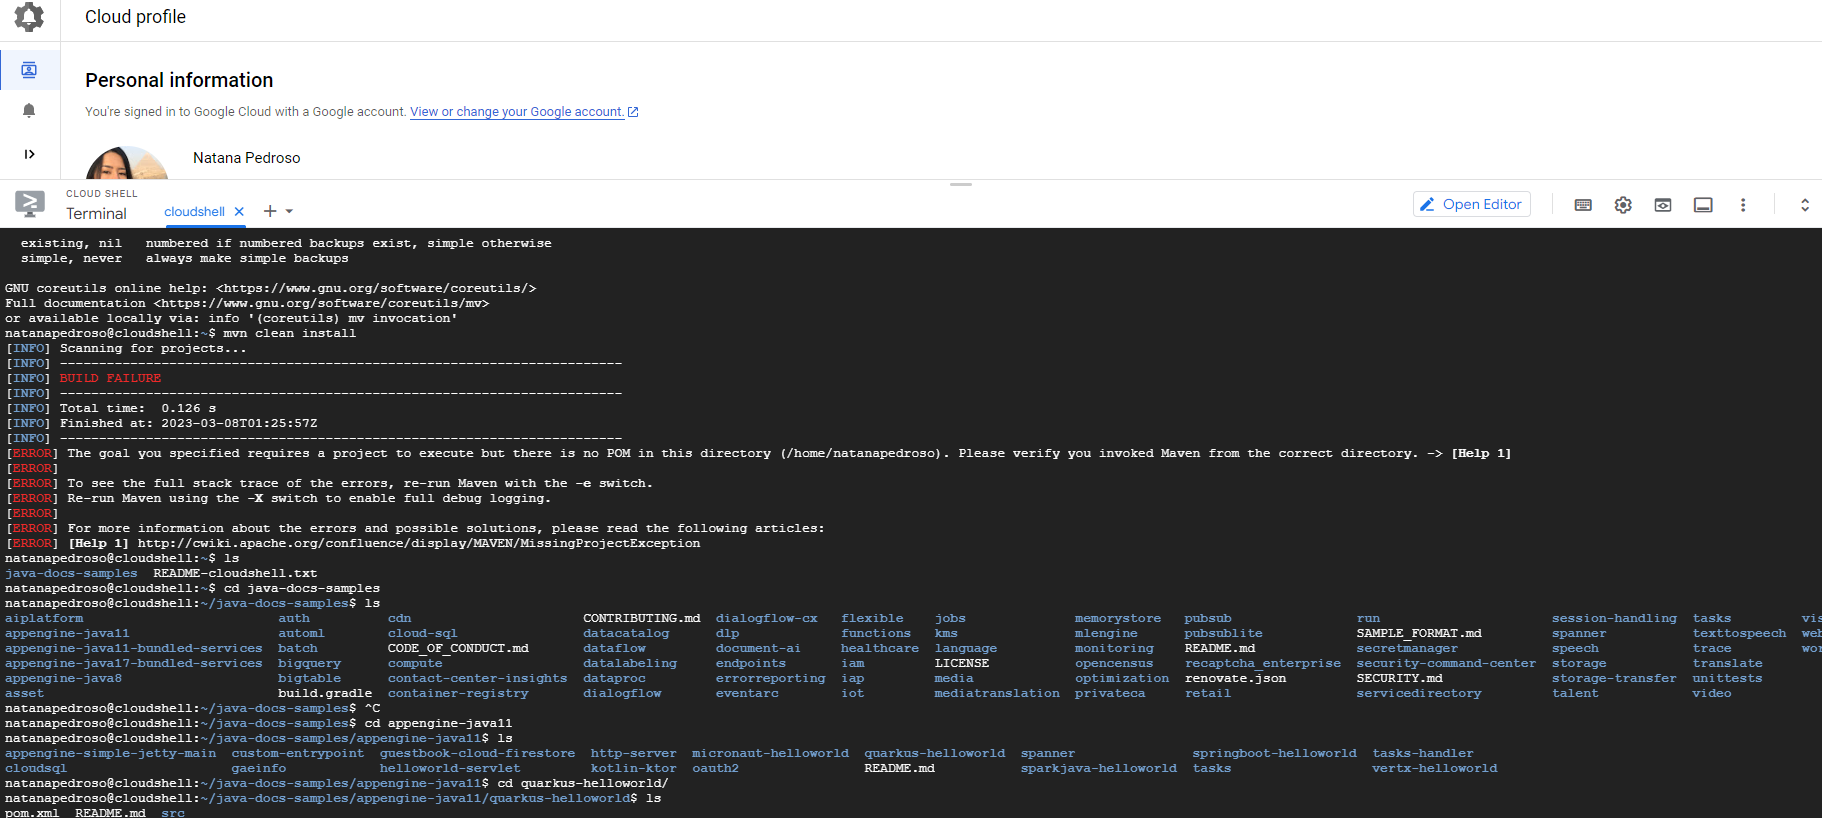 Cloud profile
Personal information
You're signed in to Google Cloud with a Google account. View or change your Google account.
Natana Pedroso
CLOUD SHELL
Terminal
cloudshell
Open Editor
existing, nil   numbered if numbered backups exist, simple otherwise
simple, never   always make simple backups
GNU coreutils online help: <https://www.gnu.org/software/coreutils/>
Full documentation <https://www.gnu.org/software/coreutils/mv>
or available locally via: info '(coreutils) mv invocation'
natanapedroso@cloudshell:~$ mvn clean install
[INFO] Scanning for projects...
[INFO] ------------------------------------------------------------------------
[INFO] BUILD FAILURE
[INFO] ------------------------------------------------------------------------
[INFO] Total time:  0.126 s
[INFO] Finished at: 2023-03-08T01:25:57Z
[INFO] ------------------------------------------------------------------------
[ERROR] The goal you specified requires a project to execute but there is no POM in this directory (/home/natanapedroso). Please verify you invoked Maven from the correct directory. -> [Help 1]
[ERROR]
[ERROR] To see the full stack trace of the errors, re-run Maven with the -e switch.
[ERROR] Re-run Maven using the -X switch to enable full debug logging.
[ERROR]
[ERROR] For more information about the errors and possible solutions, please read the following articles:
[ERROR] [Help 1] http://cwiki.apache.org/confluence/display/MAVEN/MissingProjectException
natanapedroso@cloudshell:~$ ls
java-docs-samples  README-cloudshell.txt
natanapedroso@cloudshell:~$ cd java-docs-samples
natanapedroso@cloudshell:~/java-docs-samples$ ls
aiplatform auth cdn CONTRIBUTING.md dialogflow-cx flexible jobs memorystore pubsub run session-handling tasks vis
appengine-java11 automl cloud-sql datacatalog dlp functions kms mlengine pubsublite SAMPLE_FORMAT.md spanner texttospeech web
appengine-java11-bundled-services batch CODE_OF_CONDUCT.md dataflow document-ai healthcare language monitoring README.md secretmanager speech trace wor
appengine-java17-bundled-services bigquery compute datalabeling endpoints iam LICENSE opencensus recaptcha_enterprise security-command-center storage translate
appengine-java8 bigtable contact-center-insights dataproc errorreporting iap media optimization renovate.json SECURITY.md storage-transfer unittests
asset build.gradle container-registry dialogflow eventarc iot mediatranslation privateca retail servicedirectory talent video
natanapedroso@cloudshell:~/java-docs-samples$ ^C
natanapedroso@cloudshell:~/java-docs-samples$ cd appengine-java11
natanapedroso@cloudshell:~/java-docs-samples/appengine-java11$ ls
appengine-simple-jetty-main custom-entrypoint guestbook-cloud-firestore http-server micronaut-helloworld quarkus-helloworld spanner springboot-helloworld tasks-handler
cloudsql gaeinfo helloworld-servlet kotlin-ktor oauth2 README.md sparkjava-helloworld tasks vertx-helloworld
natanapedroso@cloudshell:~/java-docs-samples/appengine-java11$ cd quarkus-helloworld/
natanapedroso@cloudshell:~/java-docs-samples/appengine-java11/quarkus-helloworld$ ls
pom.xml  README.md  src